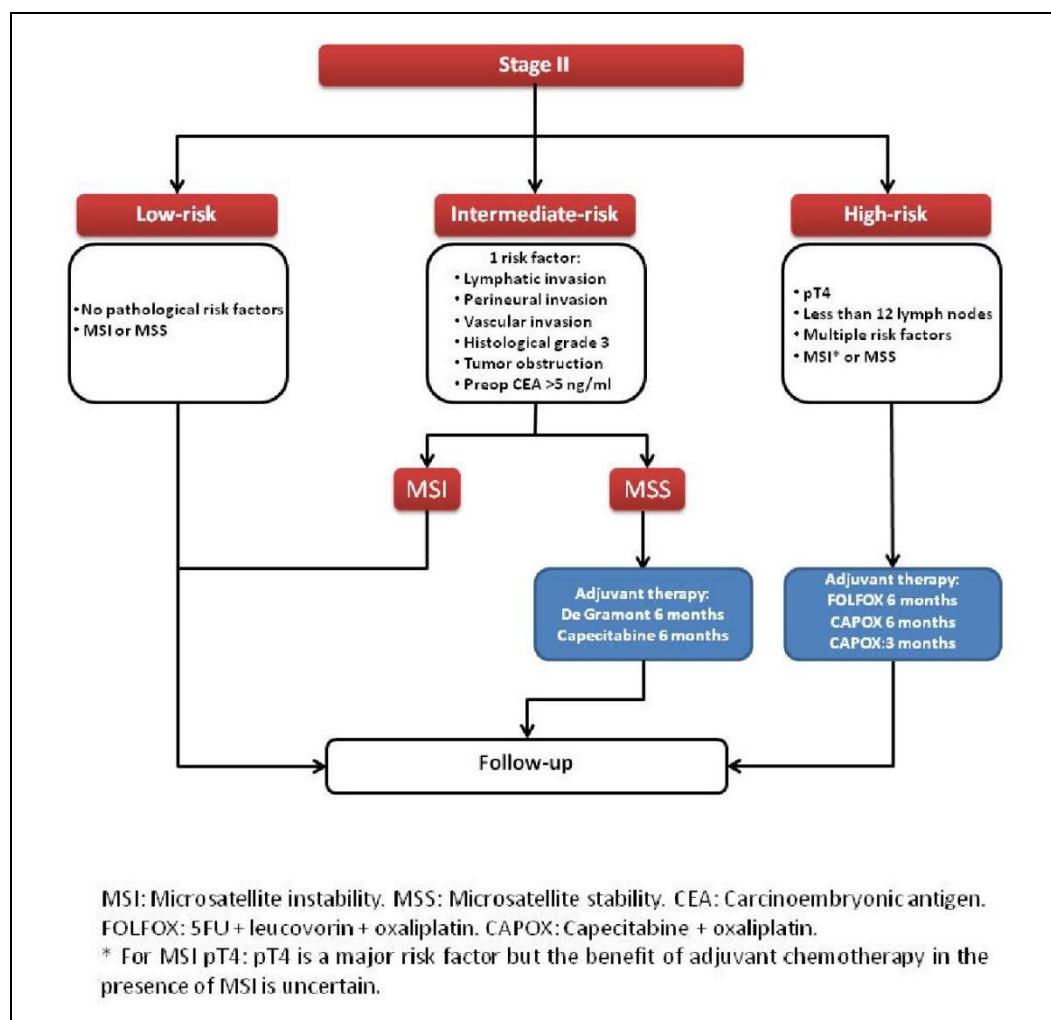 Stage II
Low-risk
Intermediate-risk
High-risk
•No pathological risk factors
• MSI or MSS
1 risk factor:
• Lymphatic invasion
• Perineural invasion
• Vascular invasion
• Histological grade 3
• Tumor obstruction
• Preop CEA >5 ng/ml
• pT4
• Less than 12 lymph nodes
• Multiple risk factors
• MSI* or MSS
MSI
MSS
Adjuvant therapy:
De Gramont 6 months
Capecitabine 6 months
Adjuvant therapy:
FOLFOX 6 months
CAPOX 6 months
CAPOX:3 months
Follow-up
MSI: Microsatellite instability. MSS: Microsatellite stability. CEA: Carcinoembryonic antigen.
FOLFOX: 5FU + leucovorin + oxaliplatin. CAPOX: Capecitabine + oxaliplatin.
* For MSI pT4: pT4 is a major risk factor but the benefit of adjuvant chemotherapy in the
presence of MSI is uncertain.